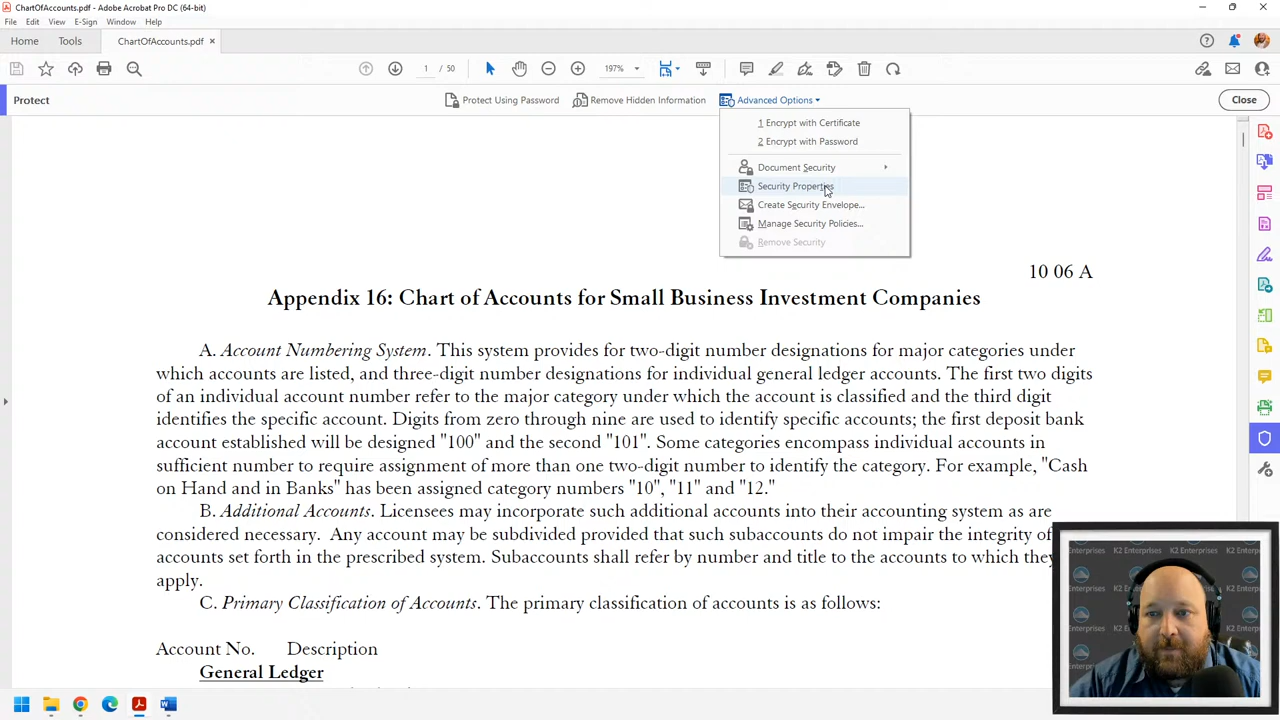 ChartOfAccounts.pdf - Adobe Acrobat Pro DC (64-bit)
File Edit View E-Sign Window Help
Home Tools ChartOfAccounts.pdf ×
1 / 50 197%
Protect Protect Using Password Remove Hidden Information Advanced Options Close
1 Encrypt with Certificate
2 Encrypt with Password
Document Security
Security Properties
Create Security Envelope...
Manage Security Policies...
Remove Security
10 06 A
Appendix 16: Chart of Accounts for Small Business Investment Companies
A. Account Numbering System. This system provides for two-digit number designations for major categories under
which accounts are listed, and three-digit number designations for individual general ledger accounts. The first two digits
of an individual account number refer to the major category under which the account is classified and the third digit
identifies the specific account. Digits from zero through nine are used to identify specific accounts; the first deposit bank
account established will be designed "100" and the second "101". Some categories encompass individual accounts in
sufficient number to require assignment of more than one two-digit number to identify the category. For example, "Cash
on Hand and in Banks" has been assigned category numbers "10", "11" and "12."
B. Additional Accounts. Licensees may incorporate such additional accounts into their accounting system as are
considered necessary. Any account may be subdivided provided that such subaccounts do not impair the integrity of
accounts set forth in the prescribed system. Subaccounts shall refer by number and title to the accounts to which they
apply.
C. Primary Classification of Accounts. The primary classification of accounts is as follows:
Account No. Description
General Ledger
K2 Enterprises